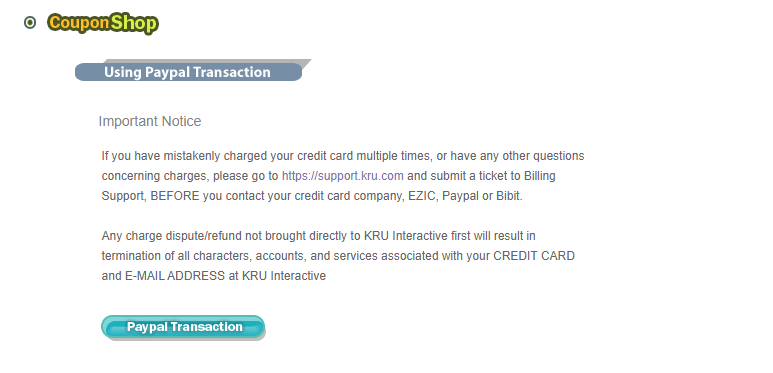 CouponShop
Using Paypal Transaction
Important Notice
If you have mistakenly charged your credit card multiple times, or have any other questions
concerning charges, please go to https://support.kru.com and submit a ticket to Billing
Support, BEFORE you contact your credit card company, EZIC, Paypal or Bibit.
Any charge dispute/refund not brought directly to KRU Interactive first will result in
termination of all characters, accounts, and services associated with your CREDIT CARD
and E-MAIL ADDRESS at KRU Interactive
Paypal Transaction